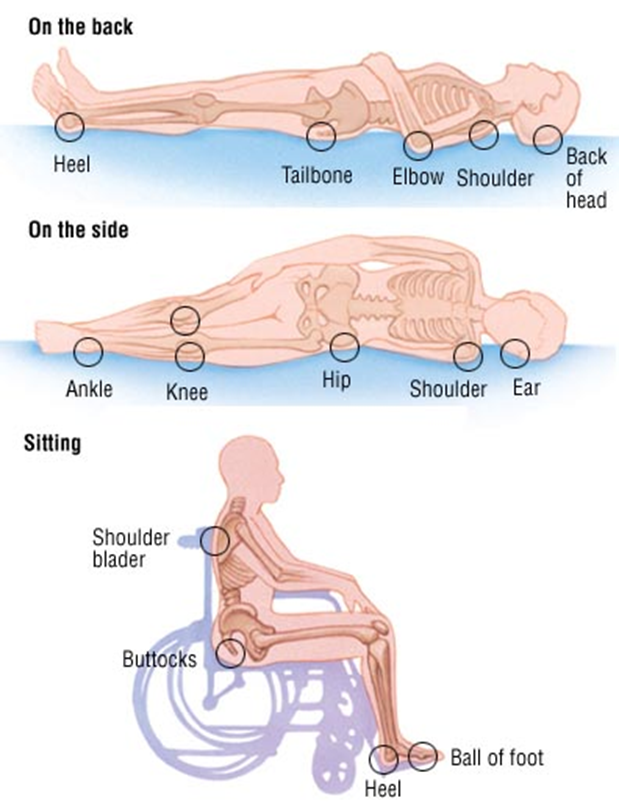 On the back
Heel
Tailbone
Elbow
Shoulder
Back
of
head
On the side
Ankle
Knee
Hip
Shoulder
Ear
Sitting
Shoulder
blader
Buttocks
Ball of foot
Heel